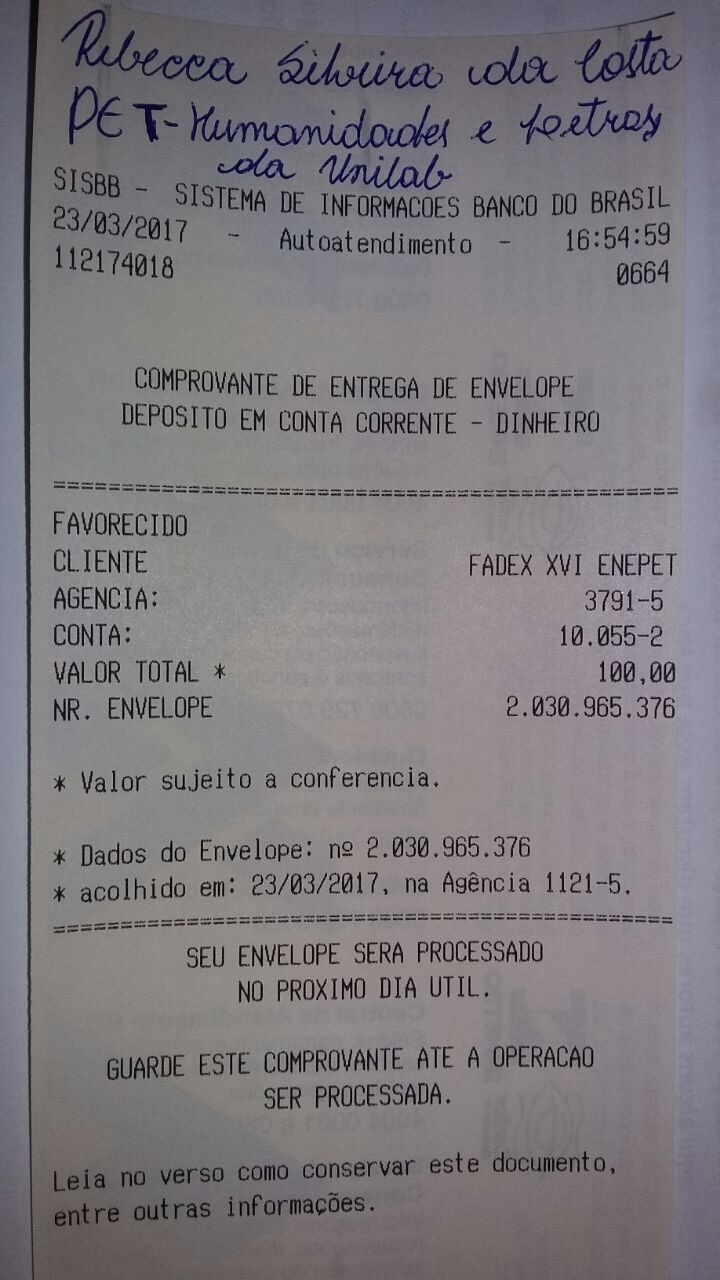 Rebecca Silveira da Costa
PET-Humanidades e Letras
da Unilab
SISBB - SISTEMA DE INFORMACOES BANCO DO BRASIL
23/03/2017 - Autoatendimento - 16:54:59
112174018 0664
COMPROVANTE DE ENTREGA DE ENVELOPE
DEPOSITO EM CONTA CORRENTE - DINHEIRO
================================================
FAVORECIDO
CLIENTE FADEX XVI ENEPET
AGENCIA: 3791-5
CONTA: 10.055-2
VALOR TOTAL * 100,00
NR. ENVELOPE 2.030.965.376
* Valor sujeito a conferencia.
* Dados do Envelope: nº 2.030.965.376
* acolhido em: 23/03/2017, na Agência 1121-5.
================================================
SEU ENVELOPE SERA PROCESSADO
NO PROXIMO DIA UTIL.
GUARDE ESTE COMPROVANTE ATE A OPERACAO
SER PROCESSADA.
Leia no verso como conservar este documento,
entre outras informações.